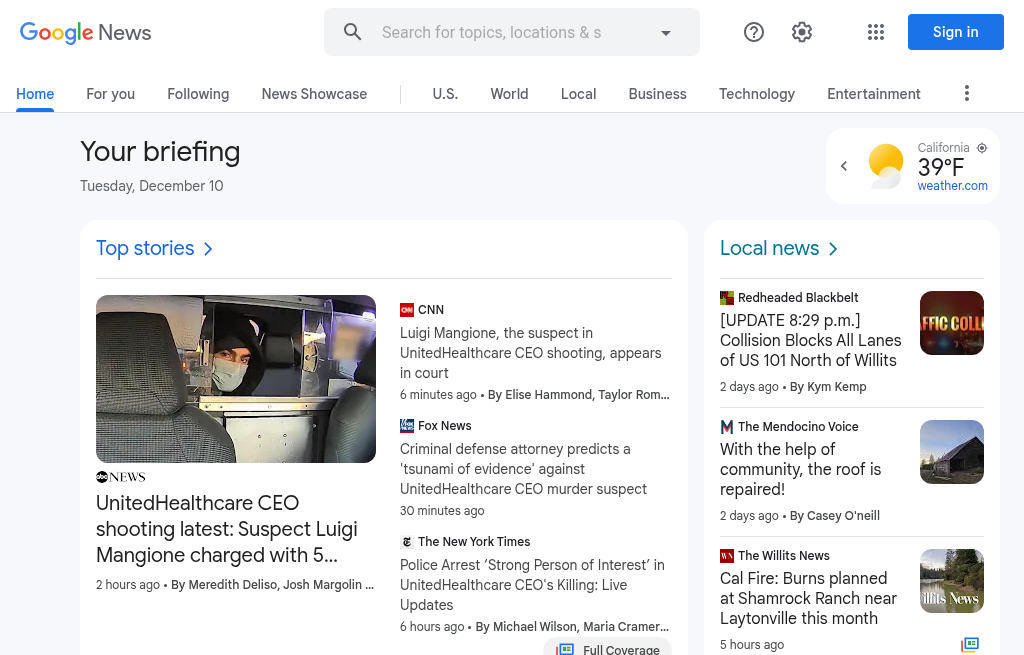 Google News
Search for topics, locations & s
Sign in
Home
For you
Following
News Showcase
U.S.
World
Local
Business
Technology
Entertainment
Your briefing
Tuesday, December 10
California
39°F
weather.com
Top stories
abc NEWS
UnitedHealthcare CEO
shooting latest: Suspect Luigi
Mangione charged with 5...
2 hours ago • By Meredith Deliso, Josh Margolin ...
CNN
CNN
Luigi Mangione, the suspect in
UnitedHealthcare CEO shooting, appears
in court
6 minutes ago • By Elise Hammond, Taylor Rom...
FOX NEWS
Fox News
Criminal defense attorney predicts a
'tsunami of evidence' against
UnitedHealthcare CEO murder suspect
30 minutes ago
The New York Times
Police Arrest ‘Strong Person of Interest’ in
UnitedHealthcare CEO's Killing: Live
Updates
6 hours ago • By Michael Wilson, Maria Cramer...
Full Coverage
Local news
Redheaded Blackbelt
[UPDATE 8:29 p.m.]
Collision Blocks All Lanes
of US 101 North of Willits
2 days ago • By Kym Kemp
AFFIC COLL
The Mendocino Voice
With the help of
community, the roof is
repaired!
2 days ago • By Casey O'neill
The Willits News
Cal Fire: Burns planned
at Shamrock Ranch near
Laytonville this month
5 hours ago
illits News